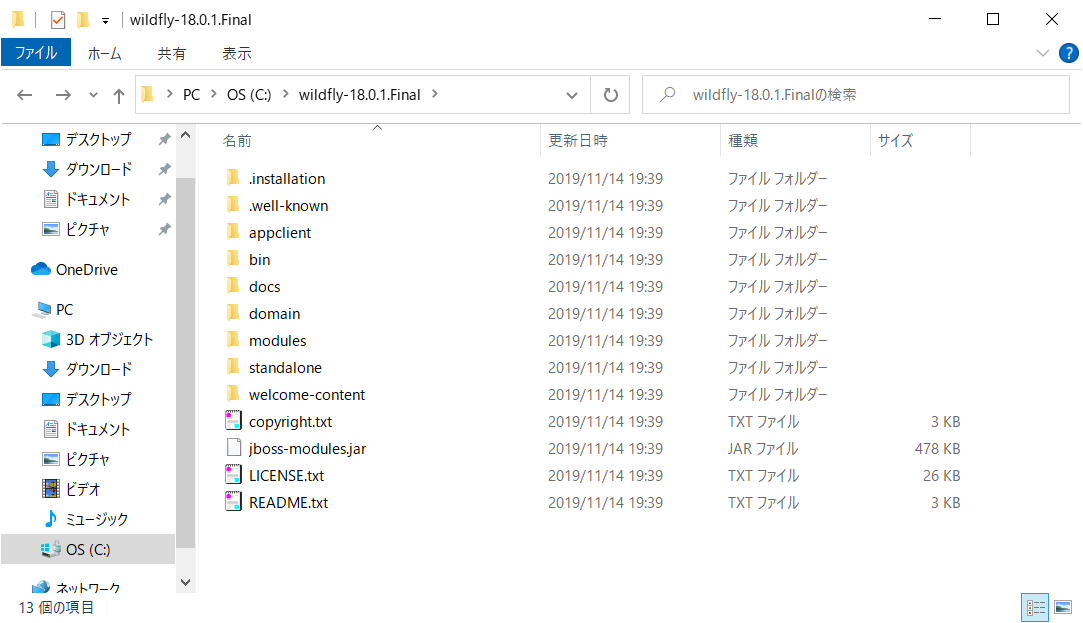 wildfly-18.0.1.Final
ファイル ホーム 共有 表示 ?
PC OS (C:) wildfly-18.0.1.Final wildfly-18.0.1.Finalの検索
デスクトップ
ダウンロード
ドキュメント
ピクチャ
OneDrive
PC
3D オブジェクト
ダウンロード
デスクトップ
ドキュメント
ピクチャ
ビデオ
ミュージック
OS (C:)
ネットワーク
名前 更新日時 種類 サイズ
.installation 2019/11/14 19:39 ファイル フォルダー
.well-known 2019/11/14 19:39 ファイル フォルダー
appclient 2019/11/14 19:39 ファイル フォルダー
bin 2019/11/14 19:39 ファイル フォルダー
docs 2019/11/14 19:39 ファイル フォルダー
domain 2019/11/14 19:39 ファイル フォルダー
modules 2019/11/14 19:39 ファイル フォルダー
standalone 2019/11/14 19:39 ファイル フォルダー
welcome-content 2019/11/14 19:39 ファイル フォルダー
copyright.txt 2019/11/14 19:39 TXT ファイル 3 KB
jboss-modules.jar 2019/11/14 19:39 JAR ファイル 478 KB
LICENSE.txt 2019/11/14 19:39 TXT ファイル 26 KB
README.txt 2019/11/14 19:39 TXT ファイル 3 KB
13 個の項目